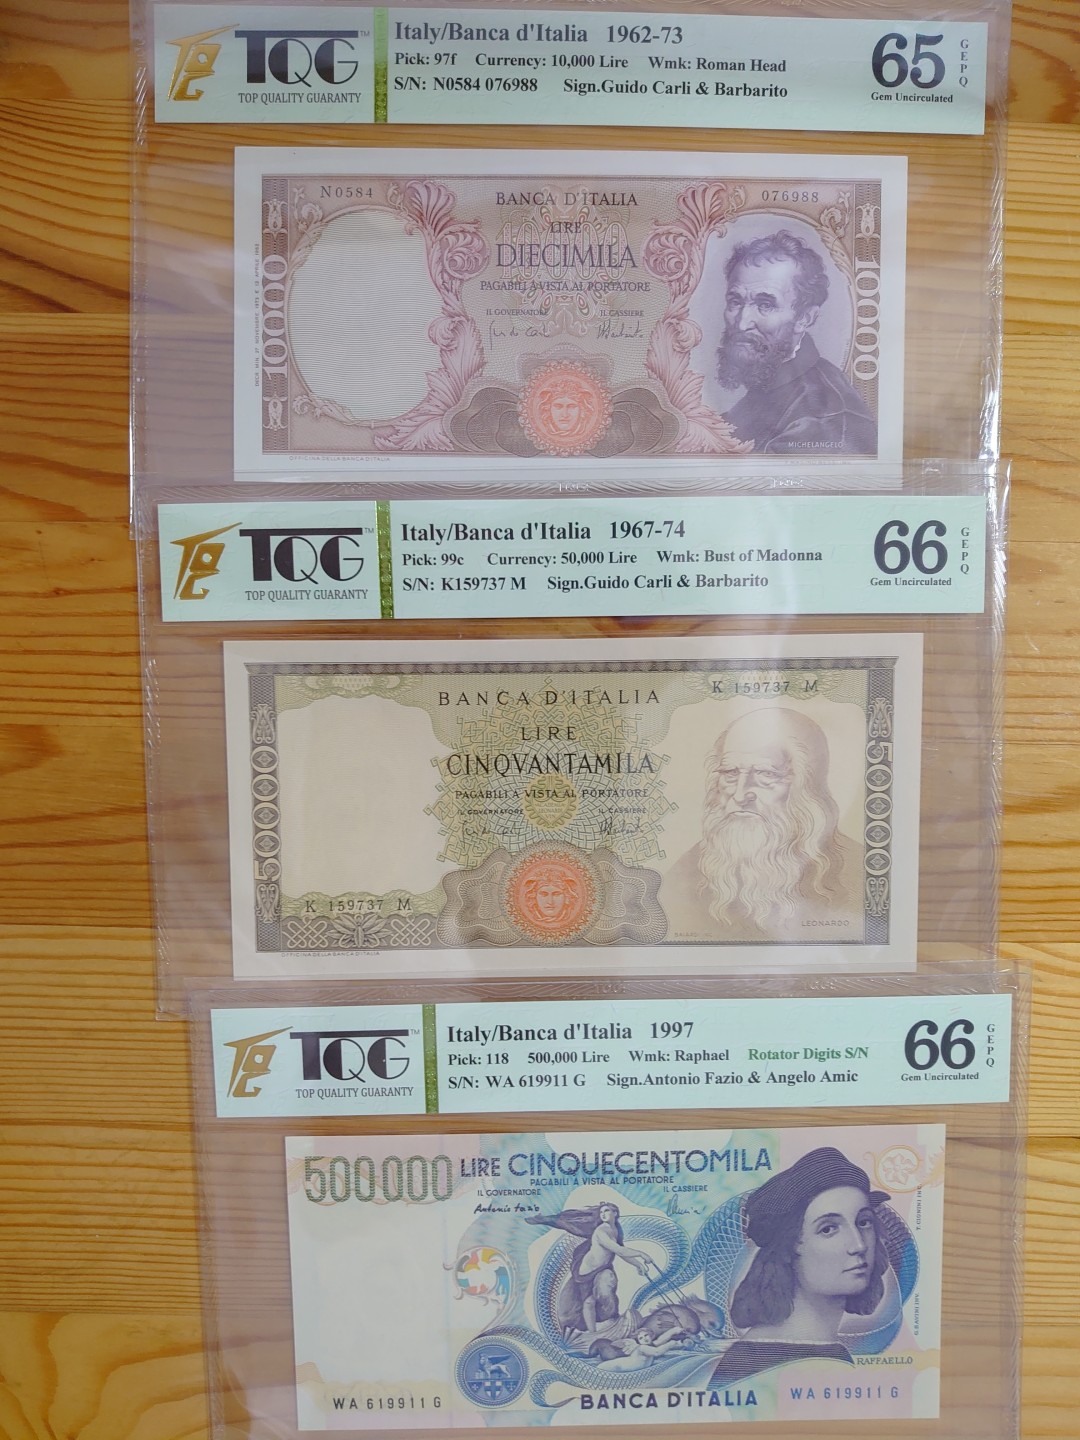 TQG™
TOP QUALITY GUARANTY
Italy/Banca d'Italia 1962-73
Pick: 97f Currency: 10,000 Lire Wmk: Roman Head
S/N: N0584 076988 Sign.Guido Carli & Barbarito
65
GEPQ
Gem Uncirculated
N0584
BANCA D'ITALIA
076988
LIRE
DIECIMILA
PAGABILI A VISTA AL PORTATORE
IL GOVERNATORE IL CASSIERE
10000
10000
MICHELANGELO
OFFICINA DELLA BANCA D'ITALIA
TQG™
TOP QUALITY GUARANTY
Italy/Banca d'Italia 1967-74
Pick: 99c Currency: 50,000 Lire Wmk: Bust of Madonna
S/N: K159737 M Sign.Guido Carli & Barbarito
66
GEPQ
Gem Uncirculated
BANCA D'ITALIA
K 159737 M
LIRE
CINQVANTAMILA
PAGABILI A VISTA AL PORTATORE
IL GOVERNATORE IL CASSIERE
50000
50000
K 159737 M
LEONARDO
OFFICINA DELLA BANCA D'ITALIA
TQG™
TOP QUALITY GUARANTY
Italy/Banca d'Italia 1997
Pick: 118 500,000 Lire Wmk: Raphael Rotator Digits S/N
S/N: WA 619911 G Sign.Antonio Fazio & Angelo Amic
66
GEPQ
Gem Uncirculated
500000 LIRE CINQUECENTOMILA
PAGABILI A VISTA AL PORTATORE
IL GOVERNATORE IL CASSIERE
Antonio Fazio
RAFFAELLO
WA 619911 G
BANCA D'ITALIA
WA 619911 G